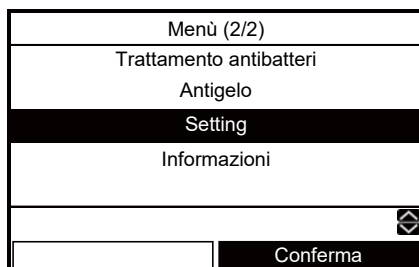 Menù (2/2)
Trattamento antibatteri
Antigelo
Setting
Informazioni
Conferma